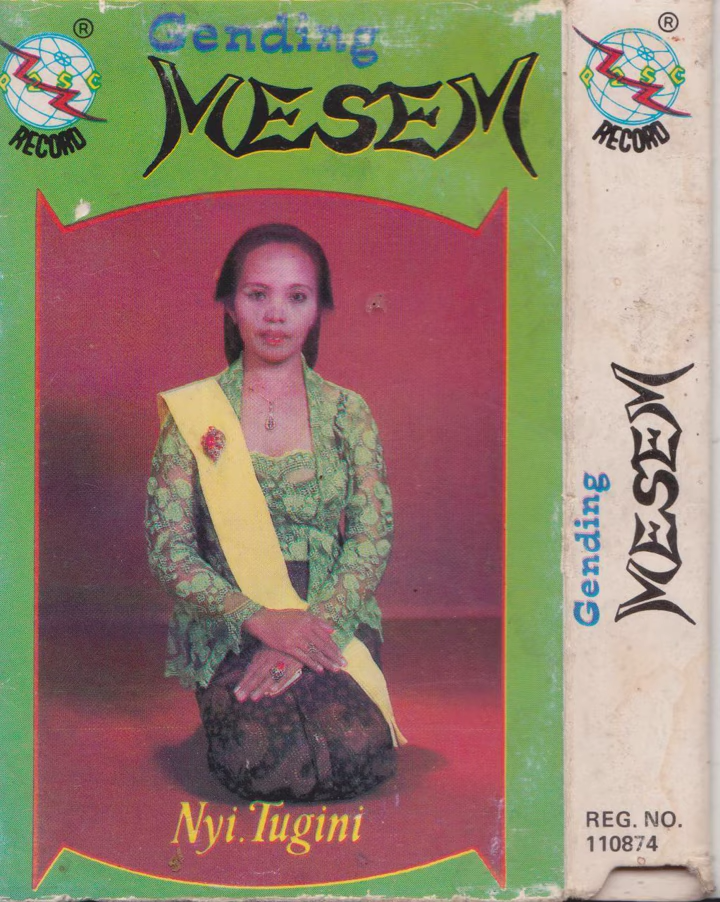 ®
RECORD
Gending
MESEM
Nyi. Tugini
®
RECORD
Gending
MESEM
REG. NO.
110874